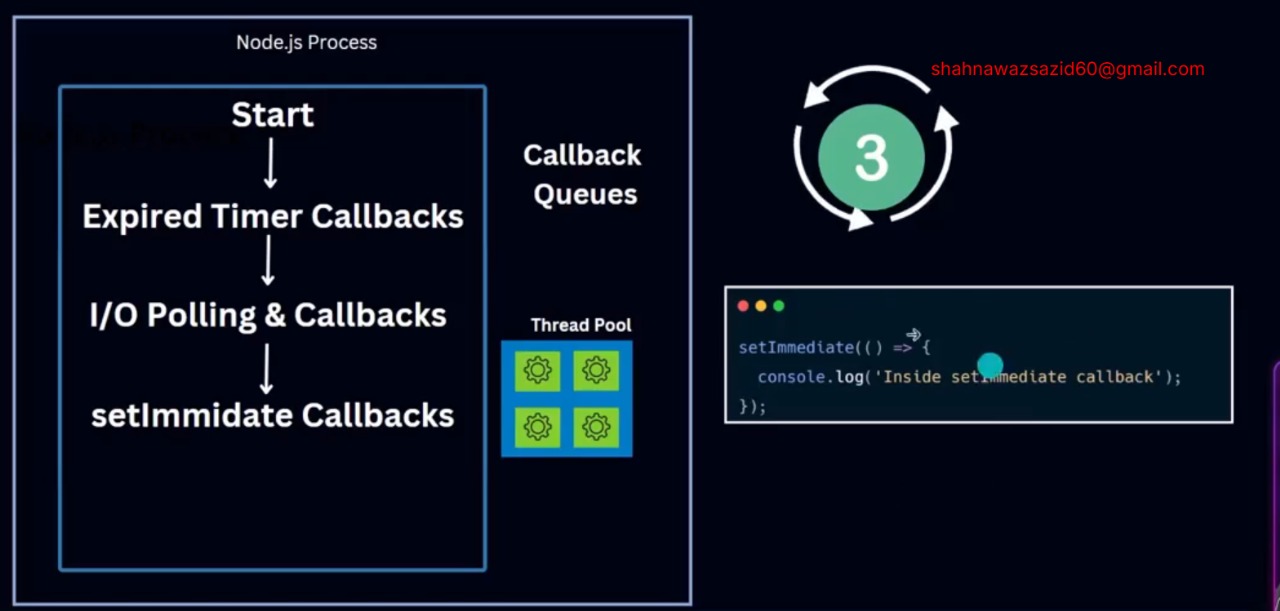 Node.js Process
Start
Expired Timer Callbacks
I/O Polling & Callbacks
setImmidate Callbacks
Callback
Queues
Thread Pool
shahnawazsazid60@gmail.com
3
setImmediate(() => {
  console.log('Inside setImmediate callback');
});